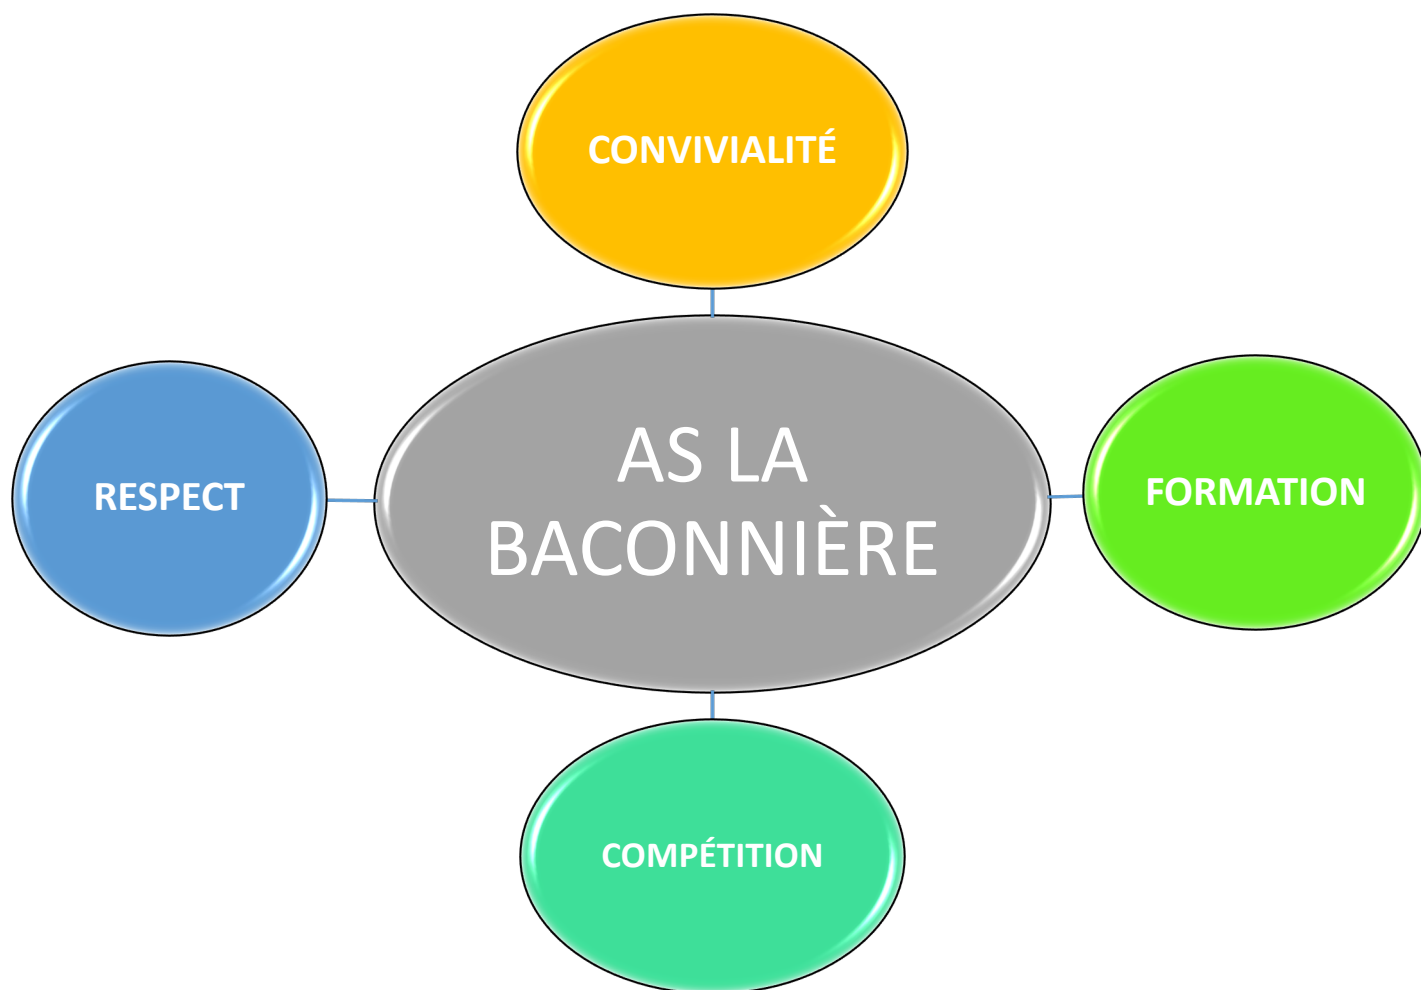 CONVIVIALITÉ
RESPECT
AS LA
BACONNIÈRE
FORMATION
COMPÉTITION